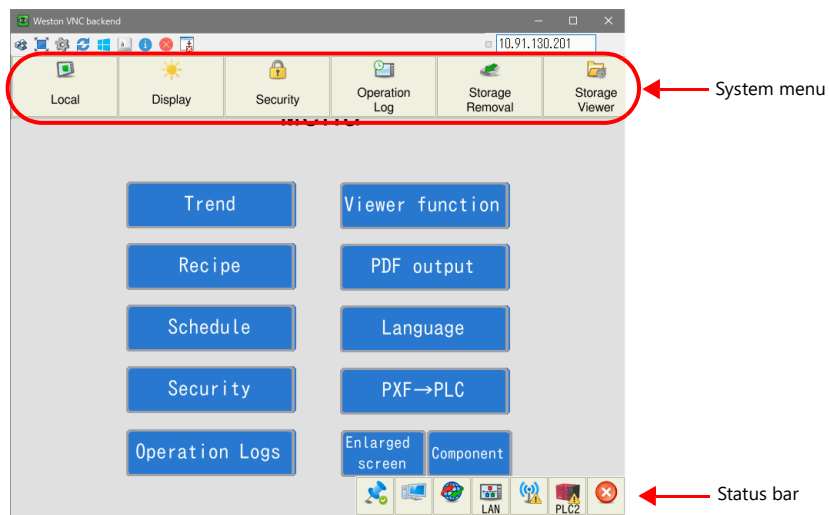 Weston VNC backend
10.91.130.201
Local
Display
Security
Operation
Log
Storage
Removal
Storage
Viewer
System menu
Trend
Viewer function
Recipe
PDF output
Schedule
Language
Security
PXF→PLC
Operation Logs
Enlarged
screen
Component
LAN
PLC2
Status bar